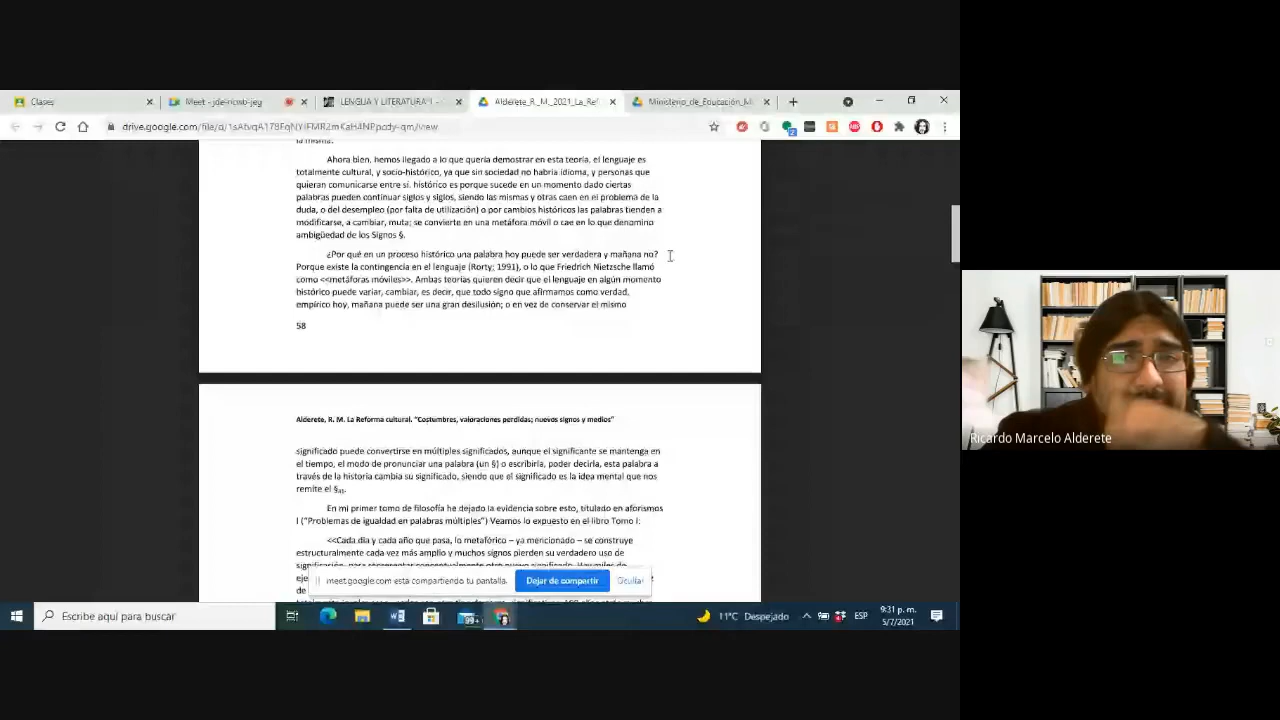 Clases
Meet - jde-ncwb-jeg
LENGUA Y LITERATURA I -
Alderete_R_M_2021_La_Ref
Ministerio_de_Educación_M
la misma.
Ahora bien, hemos llegado a lo que quería demostrar en esta teoría, el lenguaje es
totalmente cultural, y socio-histórico, ya que sin sociedad no habría idioma, y personas que
quieran comunicarse entre sí, histórico es porque sucede en un momento dado ciertas
palabras pueden continuar siglos y siglos, siendo las mismas y otras caen en el problema de la
duda, o del desempleo (por falta de utilización) o por cambios históricos las palabras tienden a
modificarse, a cambiar, muta; se convierte en una metáfora móvil o cae en lo que denomino
ambigüedad de los Signos §.
¿Por qué en un proceso histórico una palabra hoy puede ser verdadera y mañana no?
Porque existe la contingencia en el lenguaje (Rorty; 1991), o lo que Friedrich Nietzsche llamó
como <<metáforas móviles>>. Ambas teorías quieren decir que el lenguaje en algún momento
histórico puede variar, cambiar, es decir, que todo signo que afirmamos como verdad,
empírico hoy, mañana puede ser una gran desilusión; o en vez de conservar el mismo
58
Alderete, R. M. La Reforma cultural. "Costumbres, valoraciones perdidas; nuevos signos y medios"
significado puede convertirse en múltiples significados, aunque el significante se mantenga en
el tiempo, el modo de pronunciar una palabra (un §) o escribirla, poder decirla, esta palabra a
través de la historia cambia su significado, siendo que el significado es la idea mental que nos
remite el §
En mi primer tomo de filosofía he dejado la evidencia sobre esto, titulado en aforismos
I ("Problemas de igualdad en palabras múltiples") Veamos lo expuesto en el libro Tomo I:
<<Cada día y cada año que pasa, lo metafórico – ya mencionado – se construye
estructuralmente cada vez más amplio y muchos signos pierden su verdadero uso de
meet.google.com está compartiendo tu pantalla.
Dejar de compartir
Ocultar
Ricardo Marcelo Alderete
Escribe aquí para buscar
99+
11°C Despejado
ESP
9:31 p. m.
5/7/2021